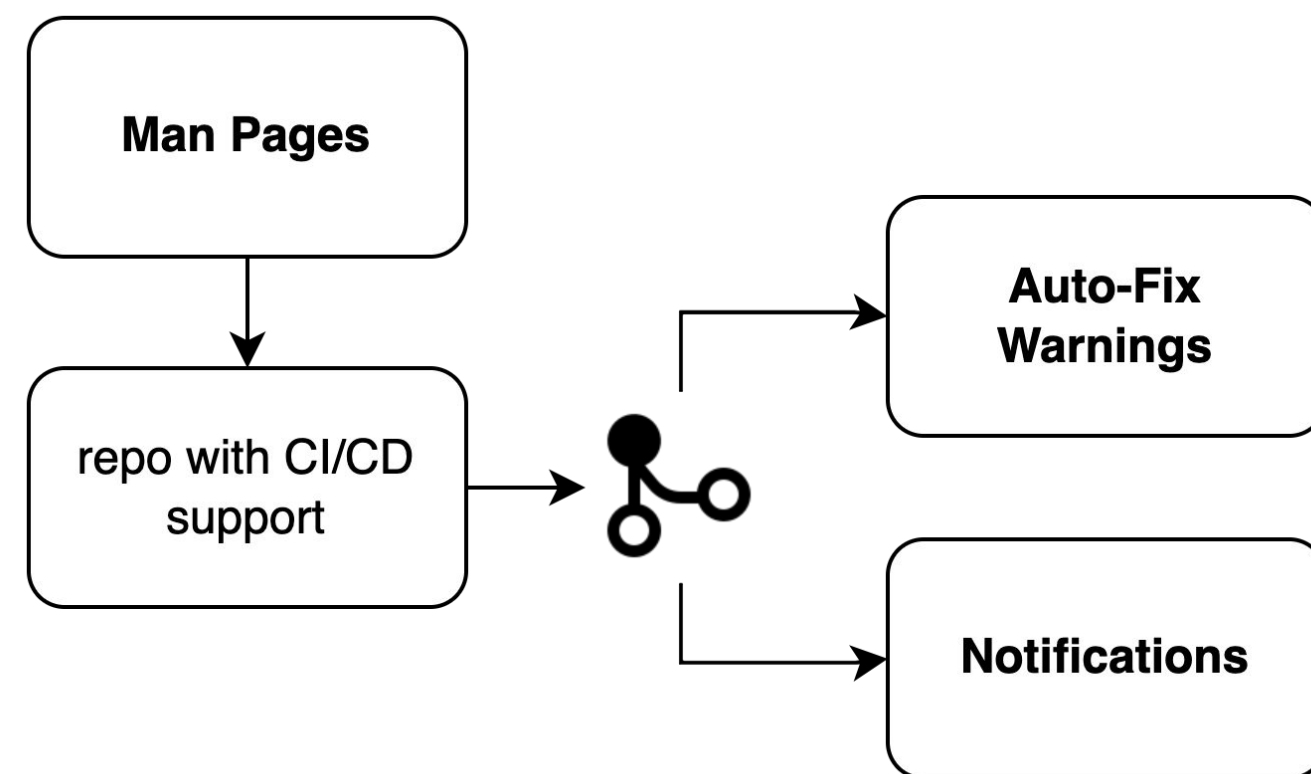 Man Pages
repo with CI/CD
support
Auto-Fix
Warnings
Notifications